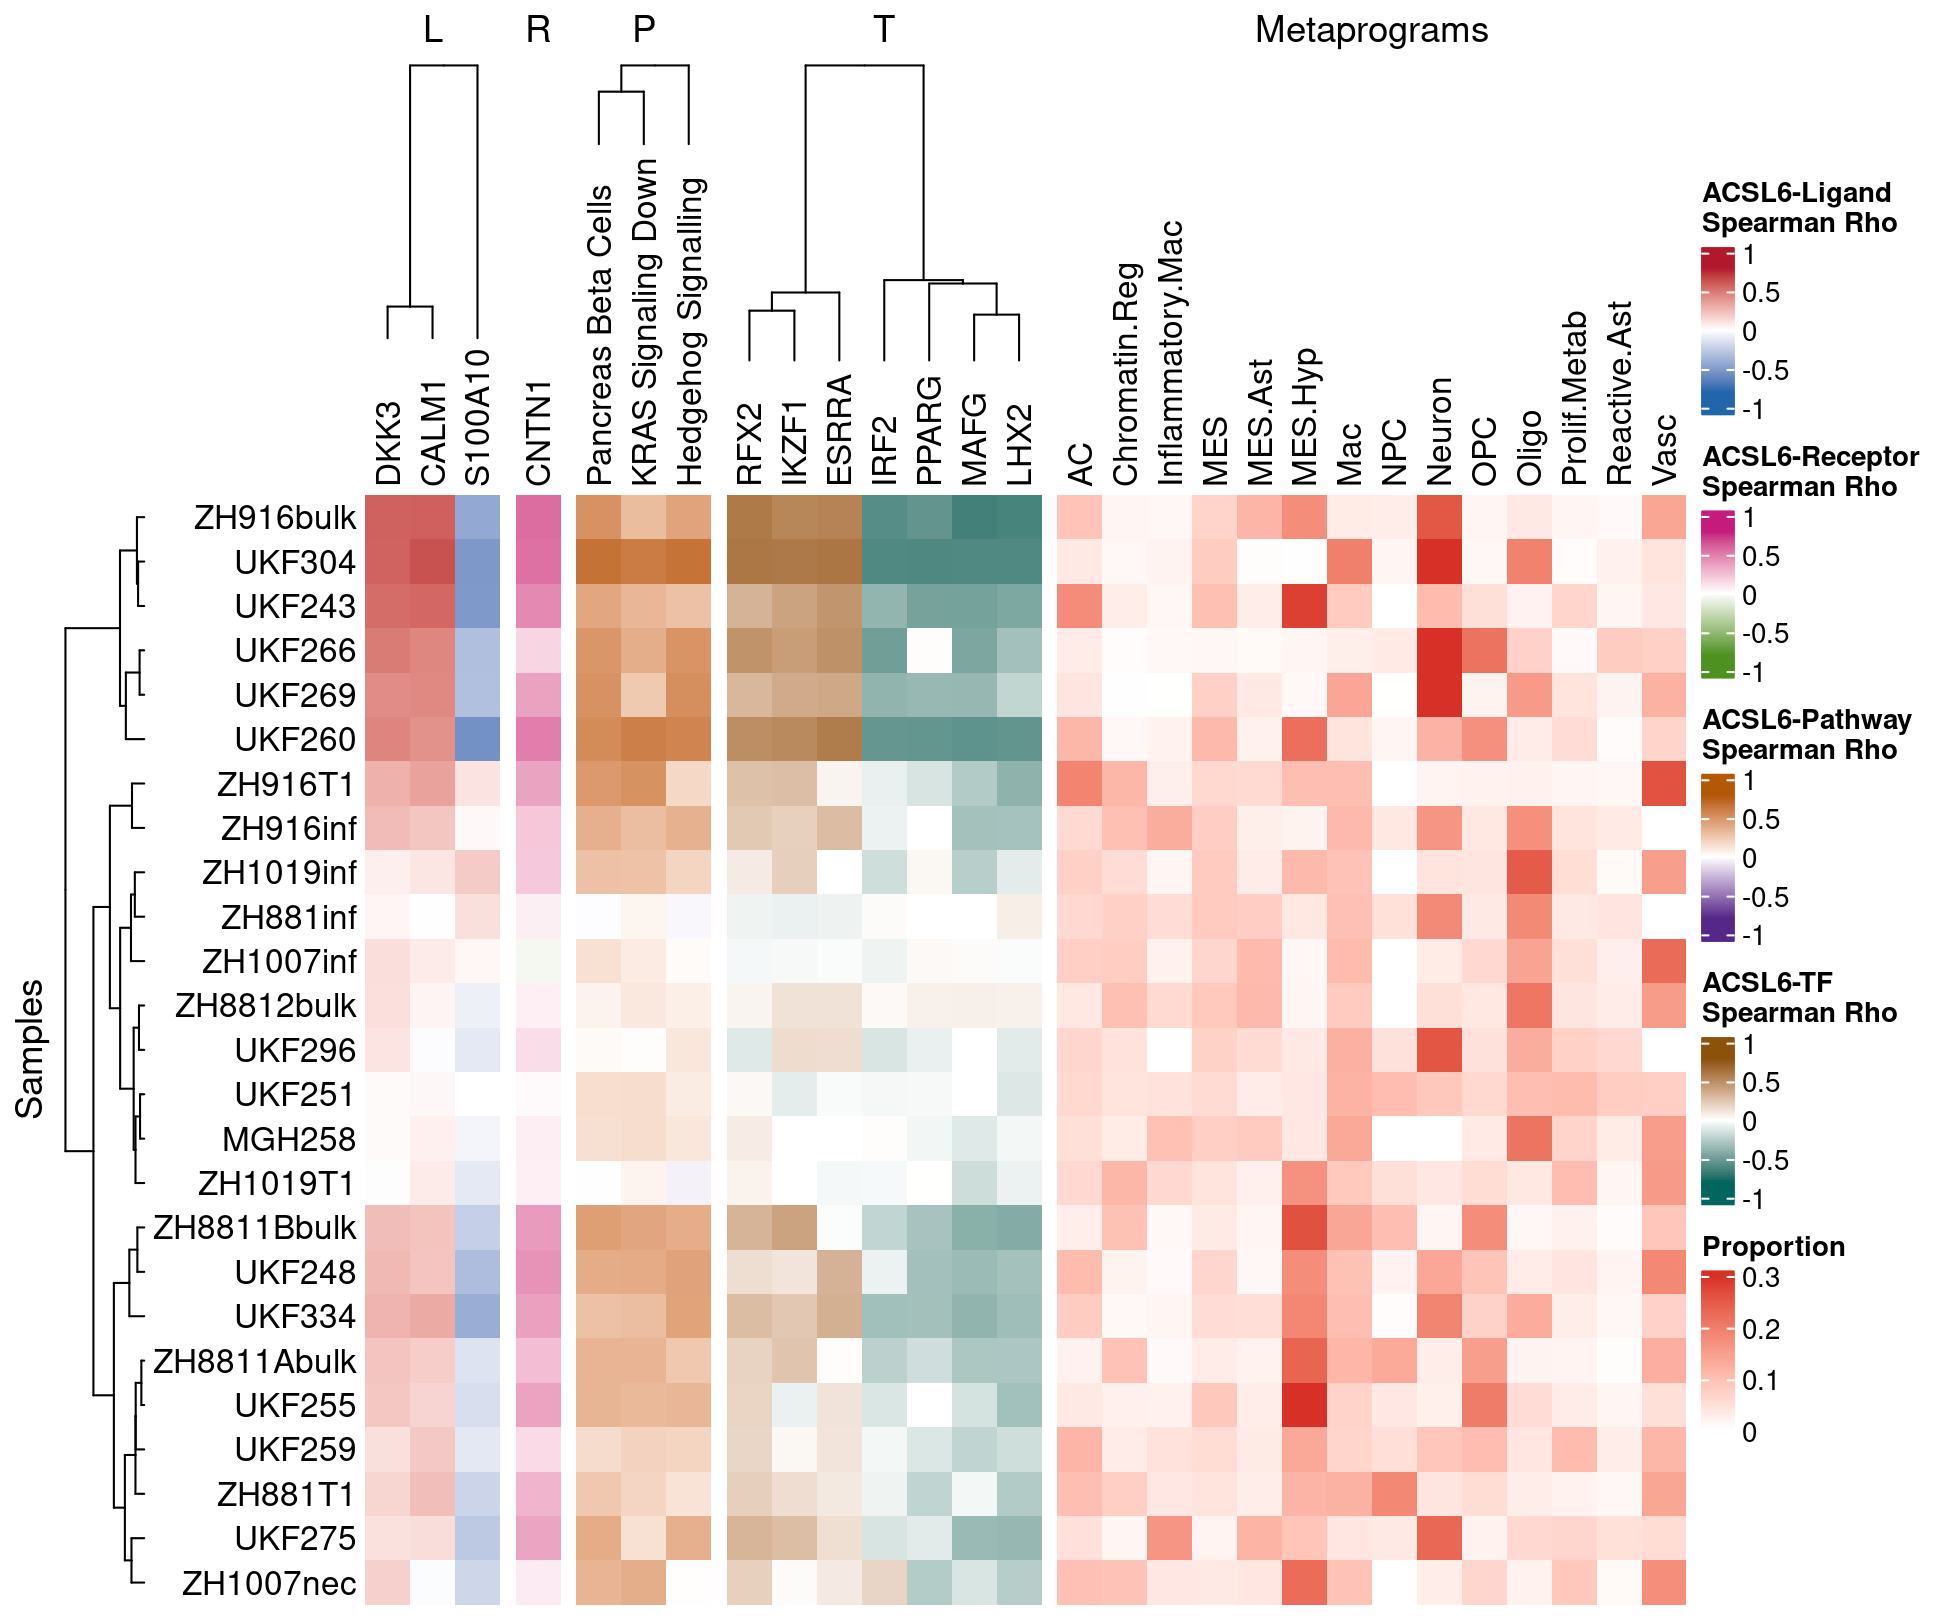 L R P T Metaprograms
DKK3
CALM1
S100A10
CNTN1
Pancreas Beta Cells
KRAS Signaling Down
Hedgehog Signalling
RFX2
IKZF1
ESRRA
IRF2
PPARG
MAFG
LHX2
AC
Chromatin.Reg
Inflammatory.Mac
MES
MES.Ast
MES.Hyp
Mac
NPC
Neuron
OPC
Oligo
Prolif.Metab
Reactive.Ast
Vasc
Samples
ZH916bulk
UKF304
UKF243
UKF266
UKF269
UKF260
ZH916T1
ZH916inf
ZH1019inf
ZH881inf
ZH1007inf
ZH8812bulk
UKF296
UKF251
MGH258
ZH1019T1
ZH8811Bbulk
UKF248
UKF334
ZH8811Abulk
UKF255
UKF259
ZH881T1
UKF275
ZH1007nec
ACSL6-Ligand
Spearman Rho
1
0.5
0
-0.5
-1
ACSL6-Receptor
Spearman Rho
1
0.5
0
-0.5
-1
ACSL6-Pathway
Spearman Rho
1
0.5
0
-0.5
-1
ACSL6-TF
Spearman Rho
1
0.5
0
-0.5
-1
Proportion
0.3
0.2
0.1
0